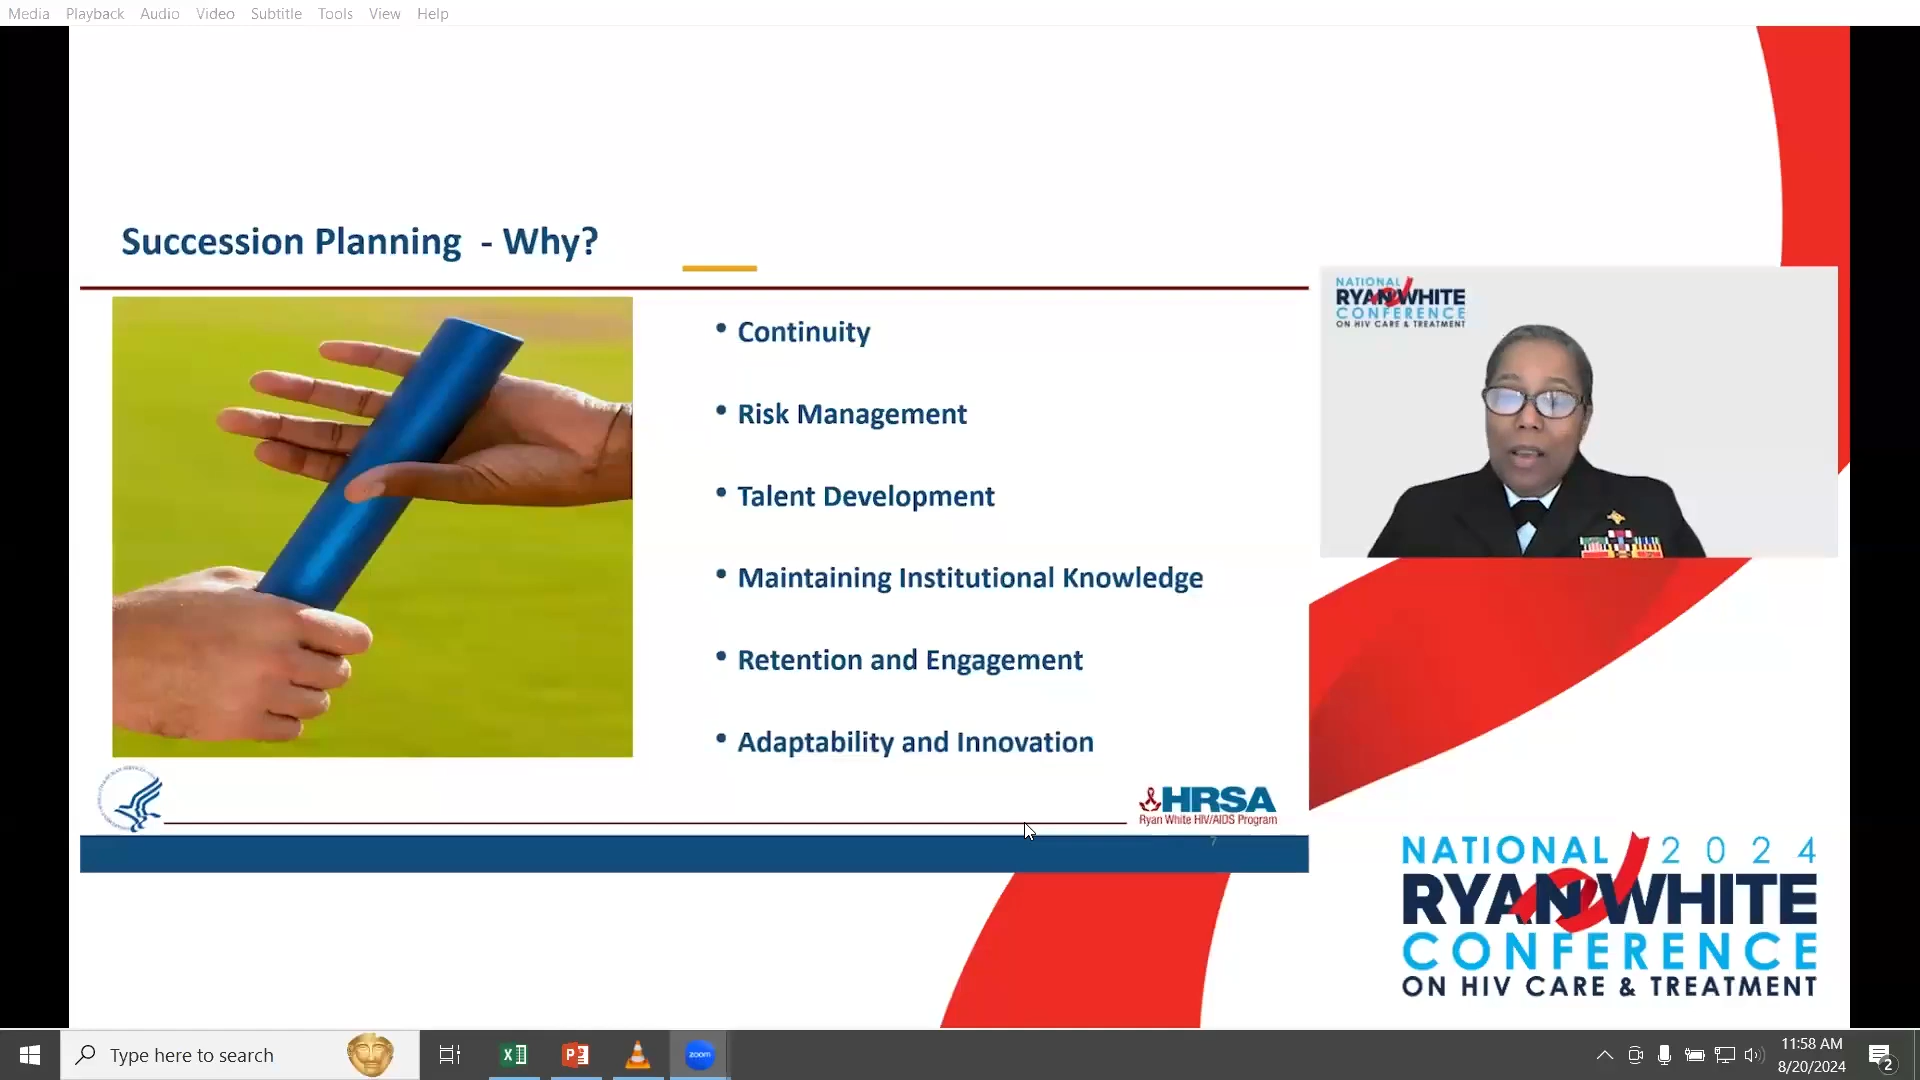 Media Playback Audio Video Subtitle Tools View Help
Succession Planning - Why?
• Continuity
• Risk Management
• Talent Development
• Maintaining Institutional Knowledge
• Retention and Engagement
• Adaptability and Innovation
HRSA
Ryan White HIV/AIDS Program
7
NATIONAL
RYAN WHITE
CONFERENCE
ON HIV CARE & TREATMENT
NATIONAL 2024
RYAN WHITE
CONFERENCE
ON HIV CARE & TREATMENT
Type here to search
zoom
11:58 AM
8/20/2024
2